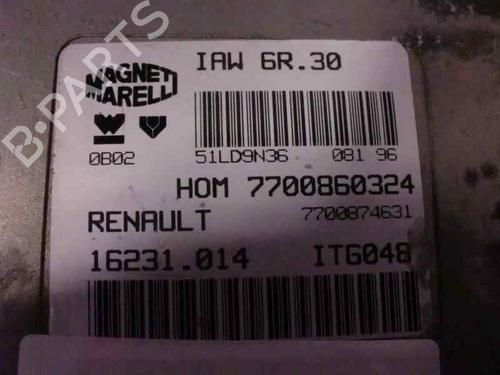 MAGNETI
MARELLI
IAW 6R.30
0B02
51LD9N36 081 96
HOM 7700860324
RENAULT 7700874631
16231.014 ITG048
B-PARTS